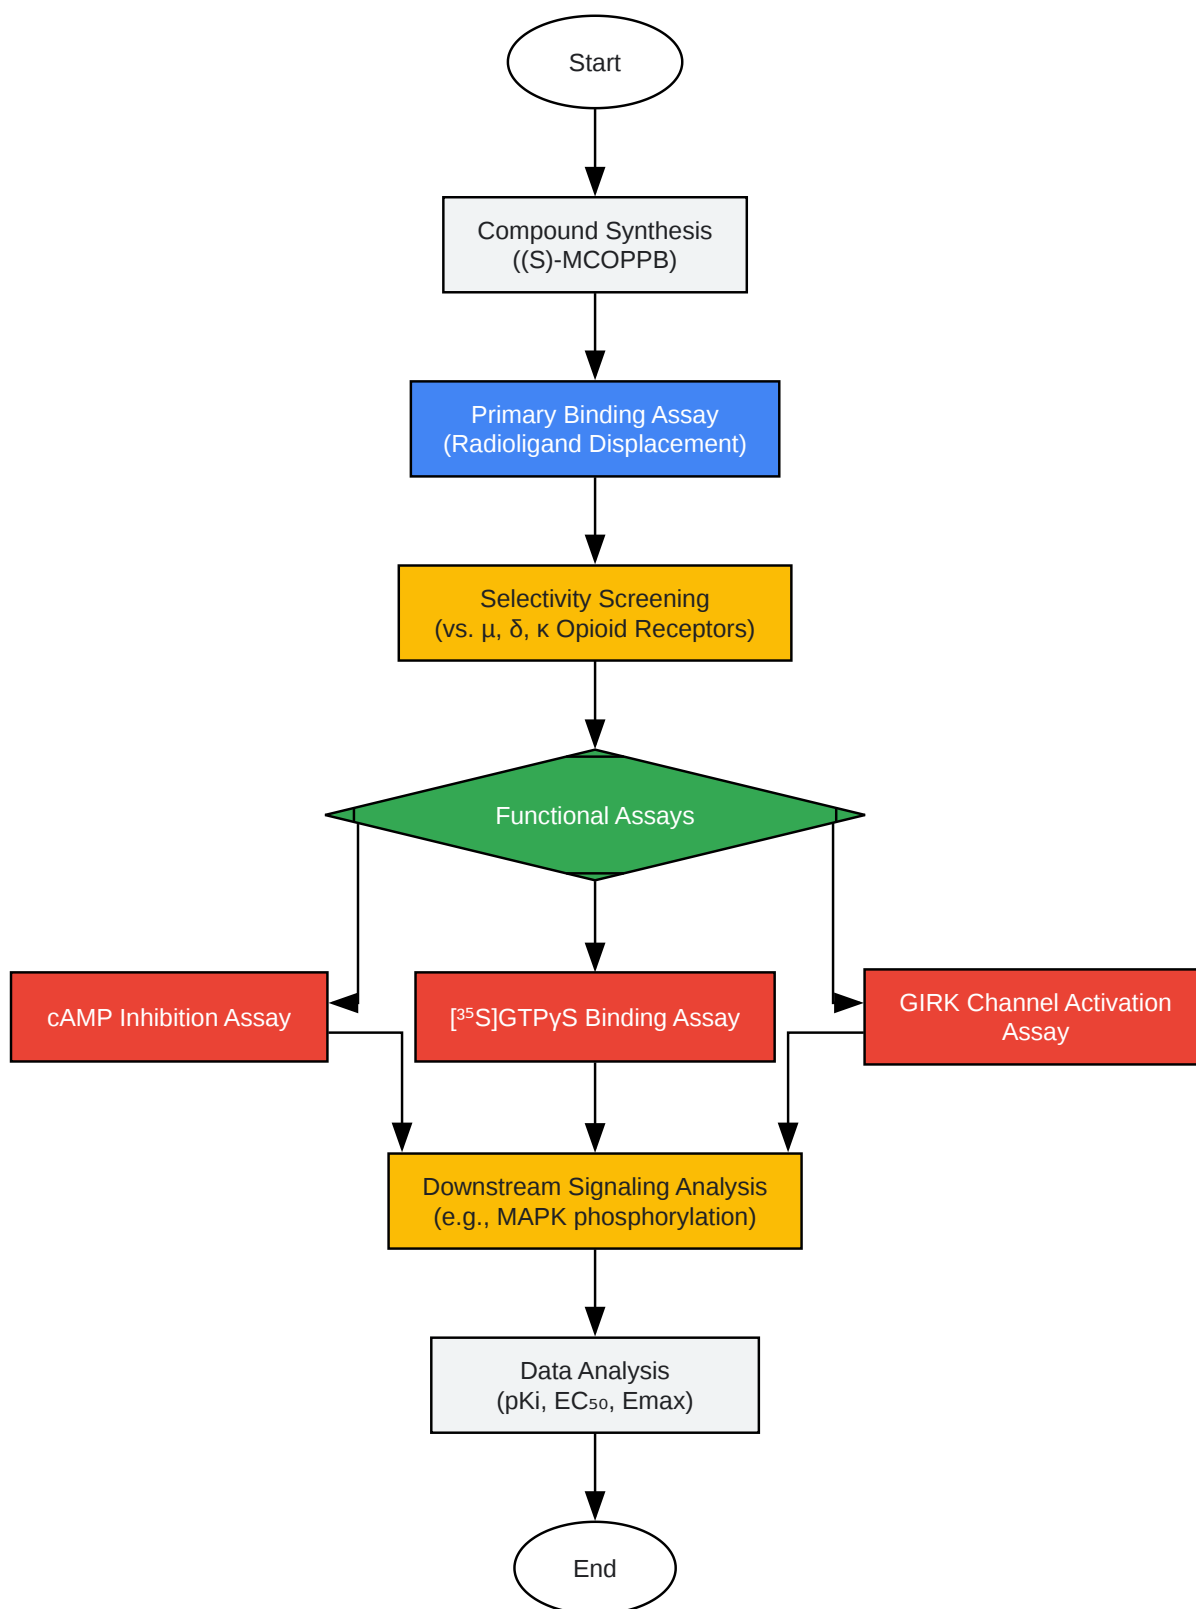 Start
Compound Synthesis
((S)-MCOPPB)
Primary Binding Assay
(Radioligand Displacement)
Selectivity Screening
(vs. μ, δ, κ Opioid Receptors)
Functional Assays
cAMP Inhibition Assay
[³⁵S]GTPγS Binding Assay
GIRK Channel Activation
Assay
Downstream Signaling Analysis
(e.g., MAPK phosphorylation)
Data Analysis
(pKi, EC₅₀, Emax)
End